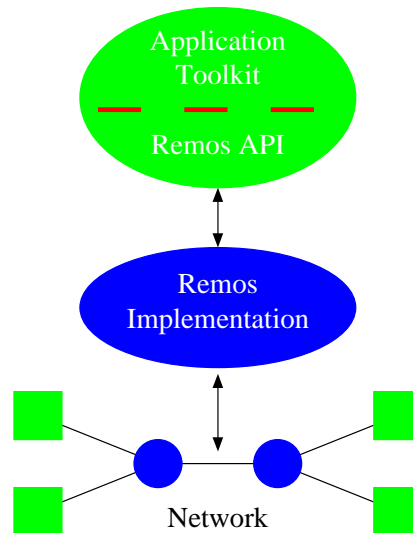 Application
Toolkit
Remos API
Remos
Implementation
Network